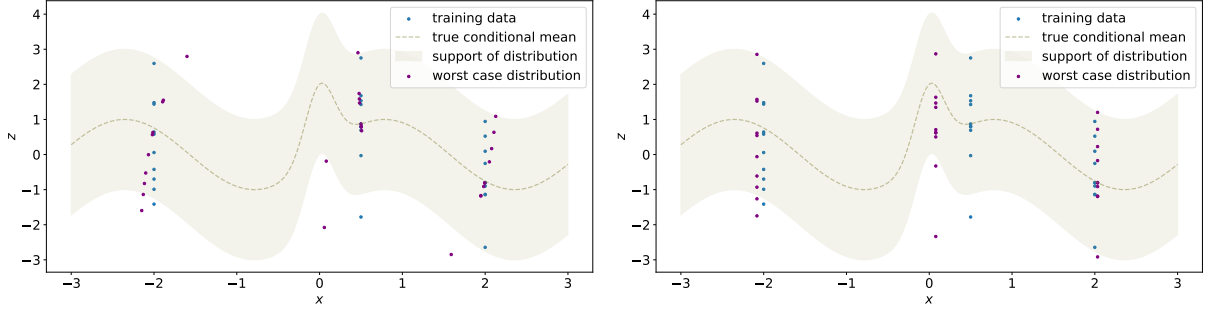 4
3
2
1
0
−1
−2
−3
z
−3 −2 −1 0 1 2 3
x
training data
true conditional mean
support of distribution
worst case distribution
4
3
2
1
0
−1
−2
−3
z
−3 −2 −1 0 1 2 3
x
training data
true conditional mean
support of distribution
worst case distribution